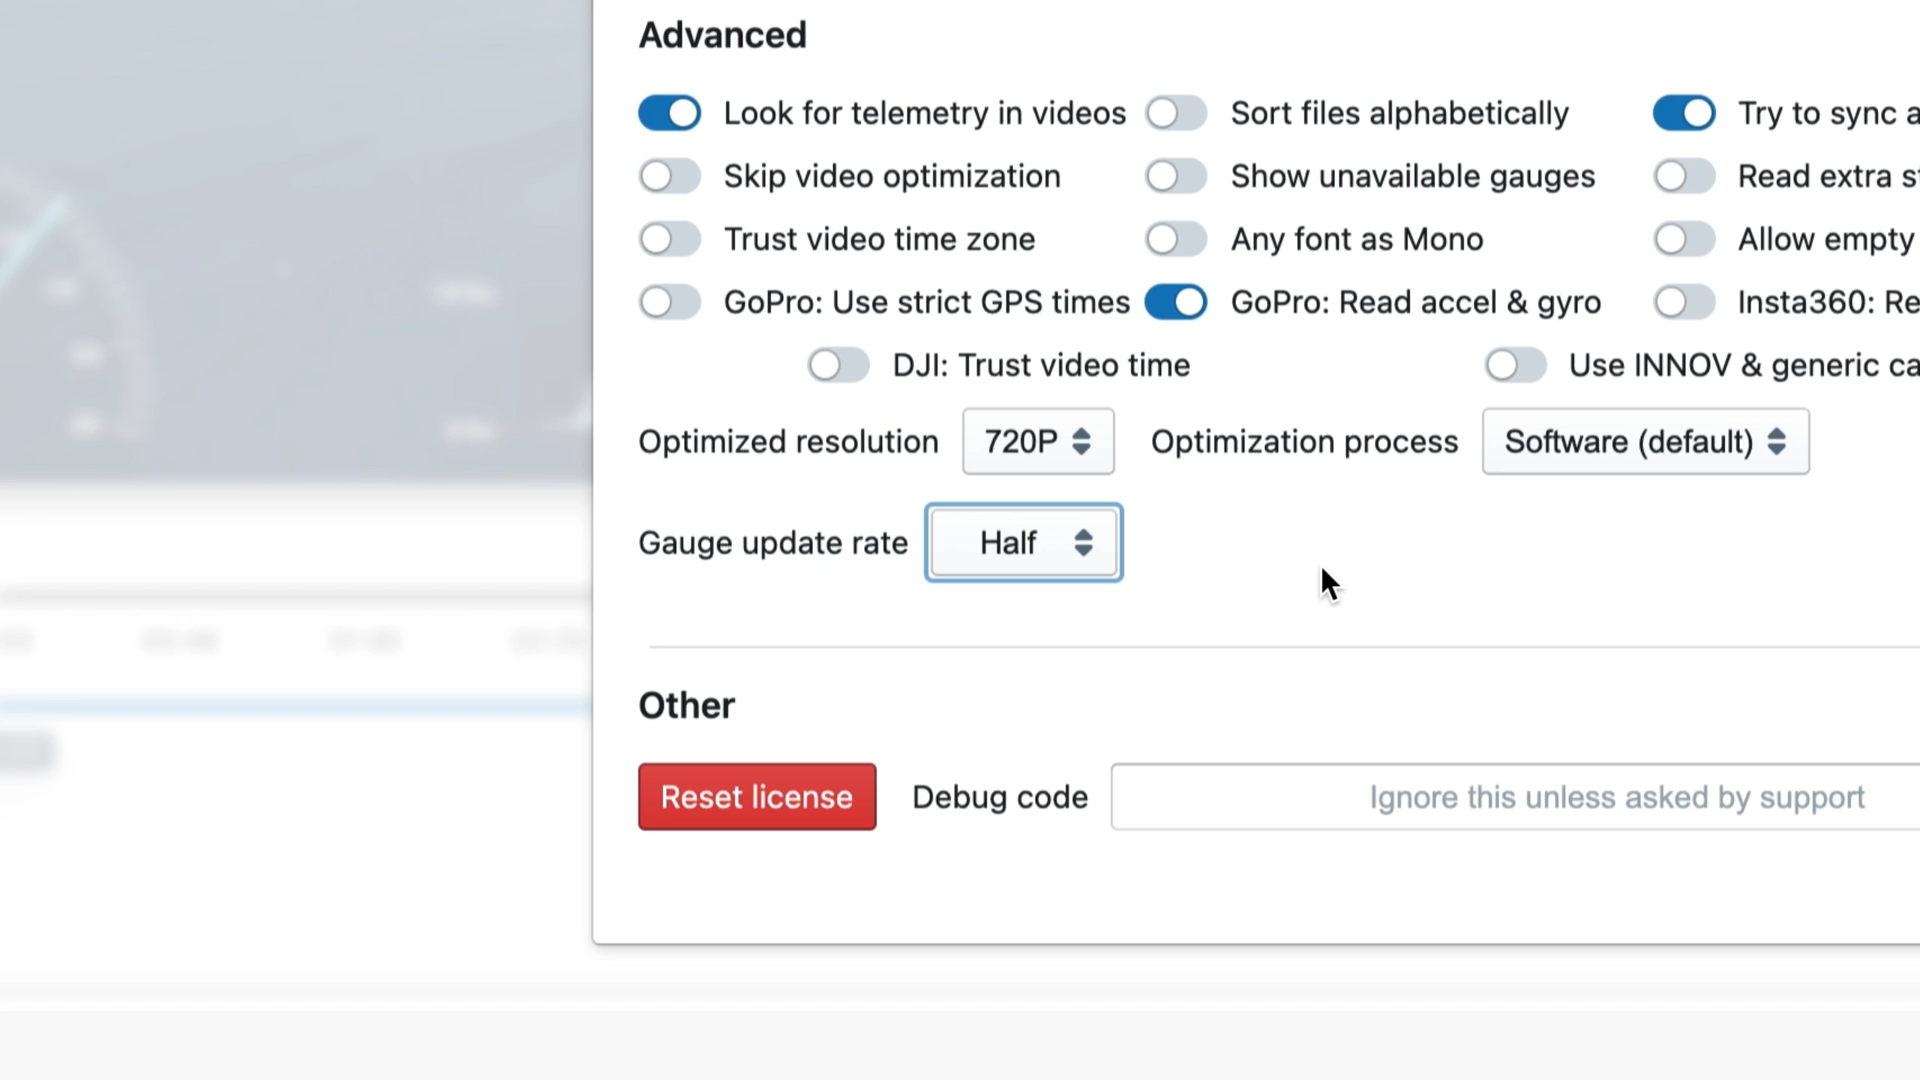 Advanced
Look for telemetry in videos Sort files alphabetically Try to sync a
Skip video optimization Show unavailable gauges Read extra
Trust video time zone Any font as Mono Allow empty
GoPro: Use strict GPS times GoPro: Read accel & gyro Insta360: Re
DJI: Trust video time Use INNOV & generic ca
Optimized resolution 720P Optimization process Software (default)
Gauge update rate Half
Other
Reset license Debug code Ignore this unless asked by support